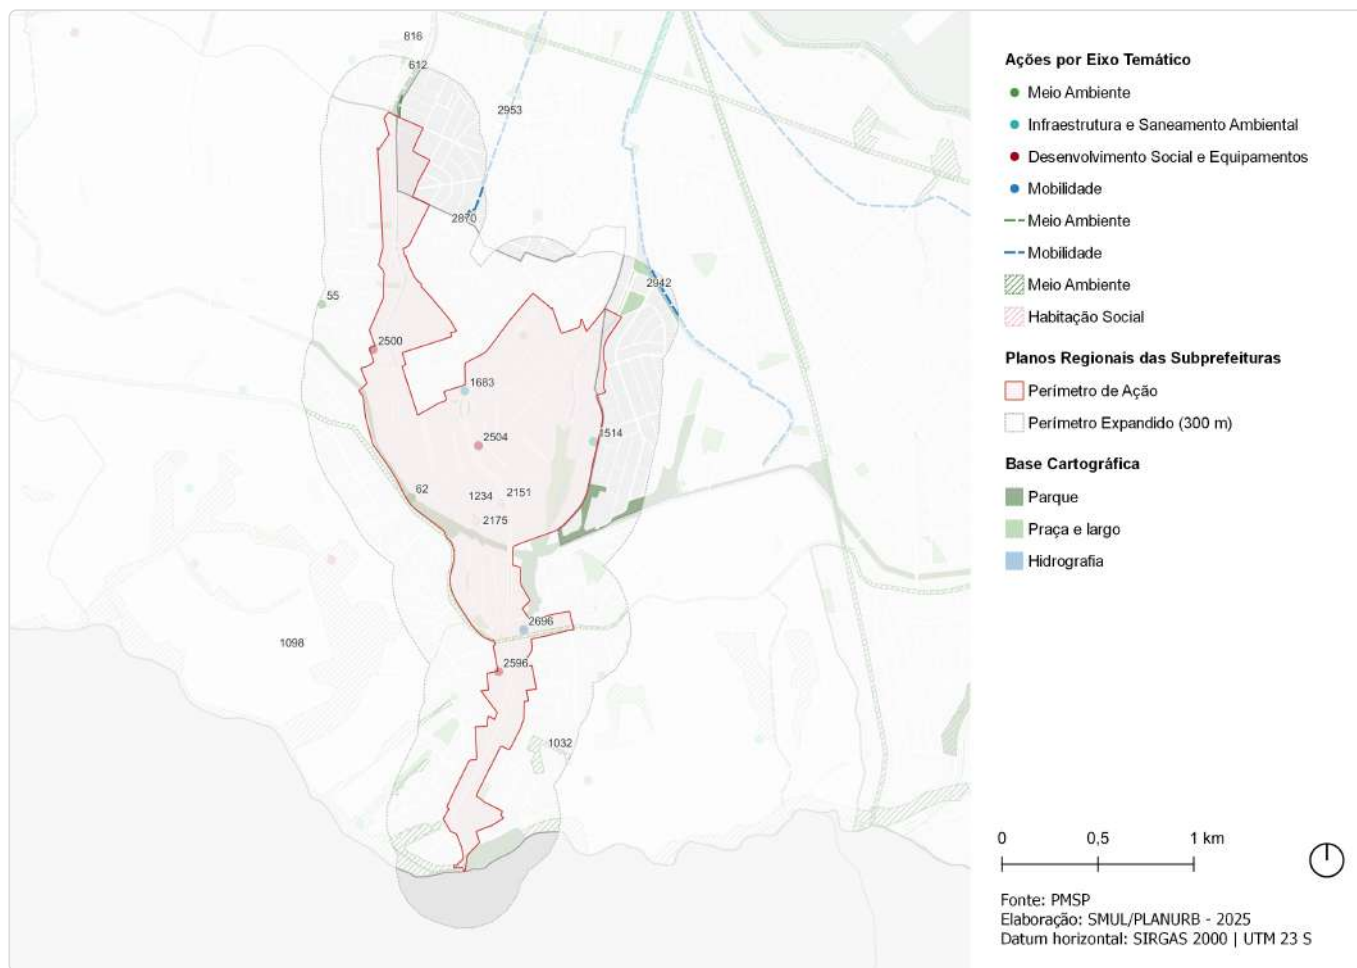 816
612
2953
2870
55
2942
2500
1683
2504
1514
62
1234
2151
2175
2696
1098
2596
1032
Ações por Eixo Temático
Meio Ambiente
Infraestrutura e Saneamento Ambiental
Desenvolvimento Social e Equipamentos
Mobilidade
Meio Ambiente
Mobilidade
Meio Ambiente
Habitação Social
Planos Regionais das Subprefeituras
Perímetro de Ação
Perímetro Expandido (300 m)
Base Cartográfica
Parque
Praça e largo
Hidrografia
0 0,5 1 km
Fonte: PMSP
Elaboração: SMUL/PLANURB - 2025
Datum horizontal: SIRGAS 2000 | UTM 23 S